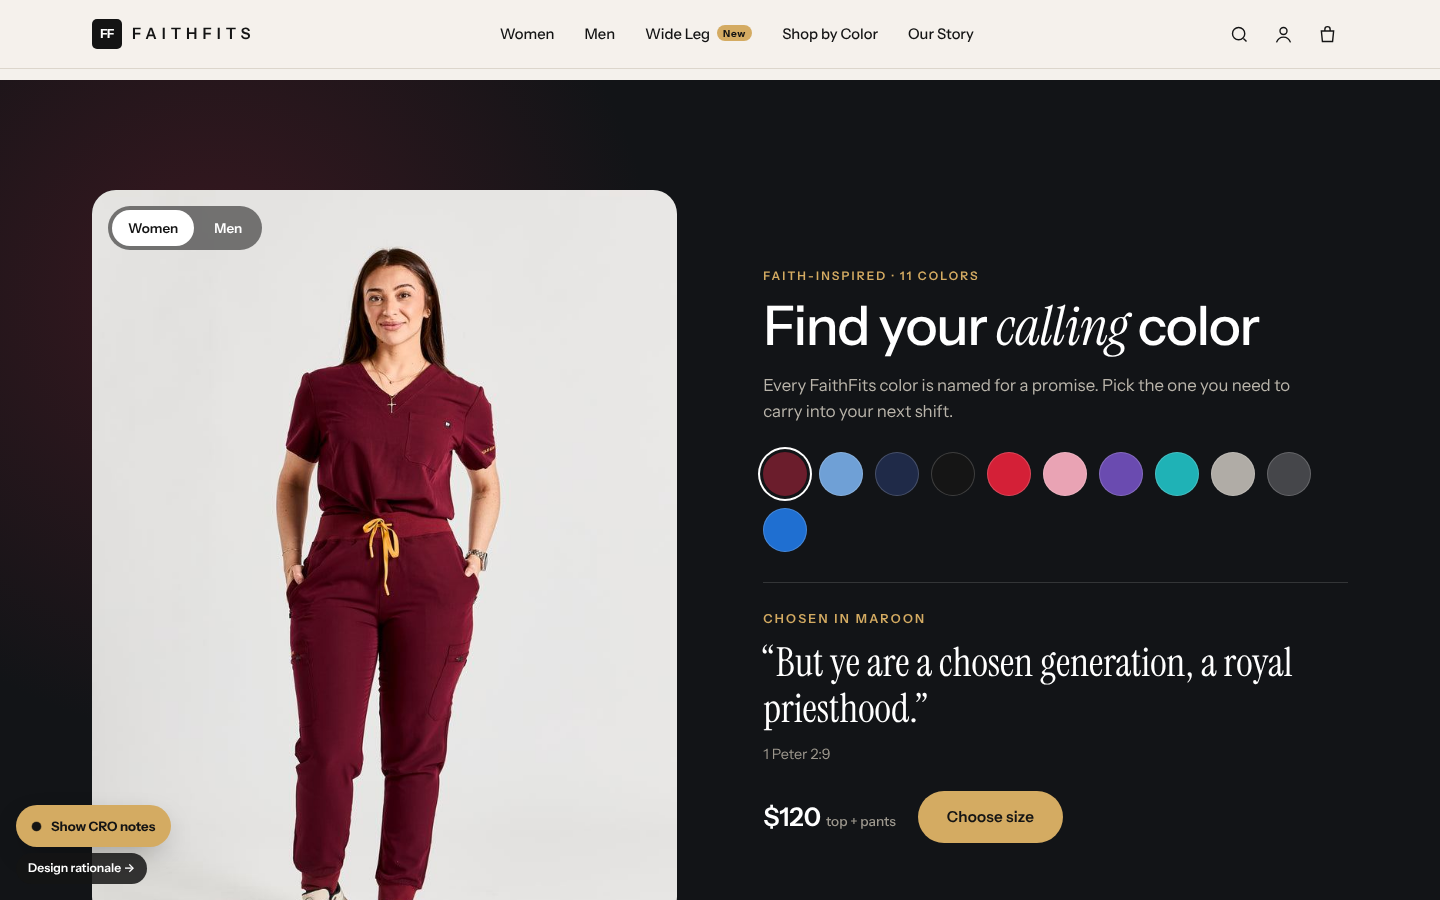 FF FAITHFITS
Women Men Wide Leg New Shop by Color Our Story
Women Men
FAITH-INSPIRED · 11 COLORS
Find your calling color
Every FaithFits color is named for a promise. Pick the one you need to
carry into your next shift.
CHOSEN IN MAROON
“But ye are a chosen generation, a royal
priesthood.”
1 Peter 2:9
$120 top + pants Choose size
Show CRO notes
Design rationale →